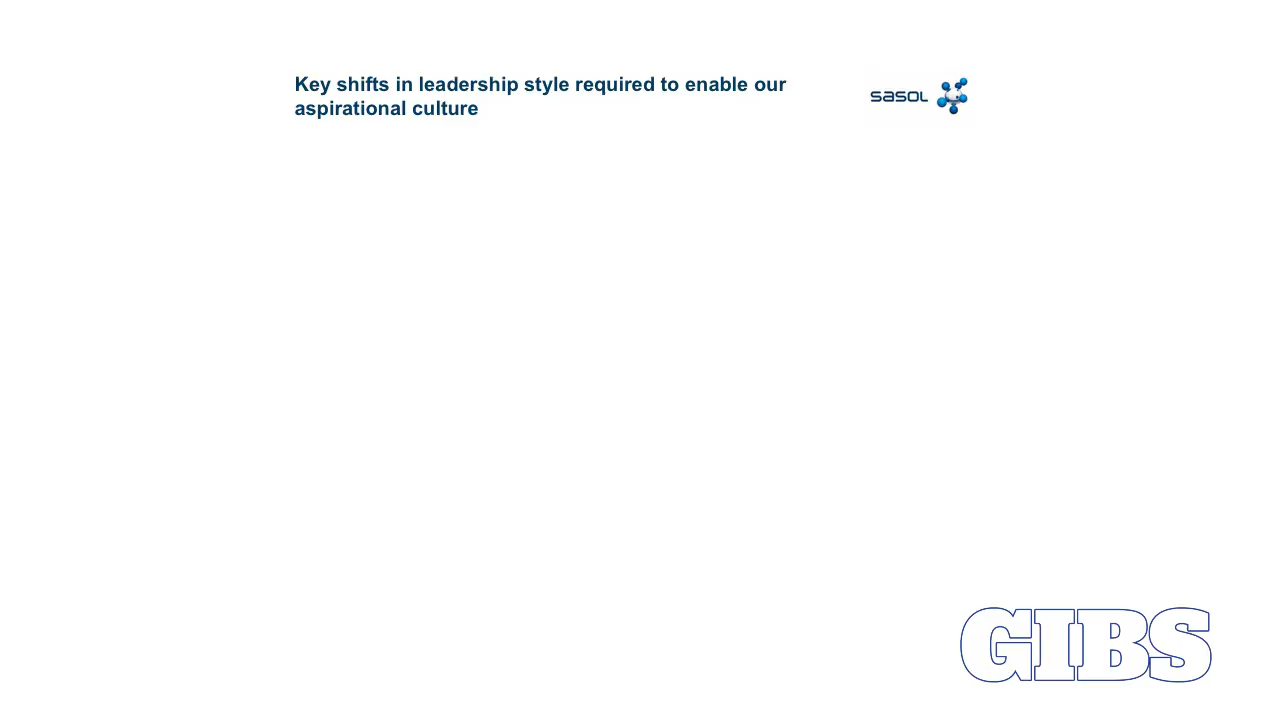 Key shifts in leadership style required to enable our
aspirational culture
sasol
GIBS